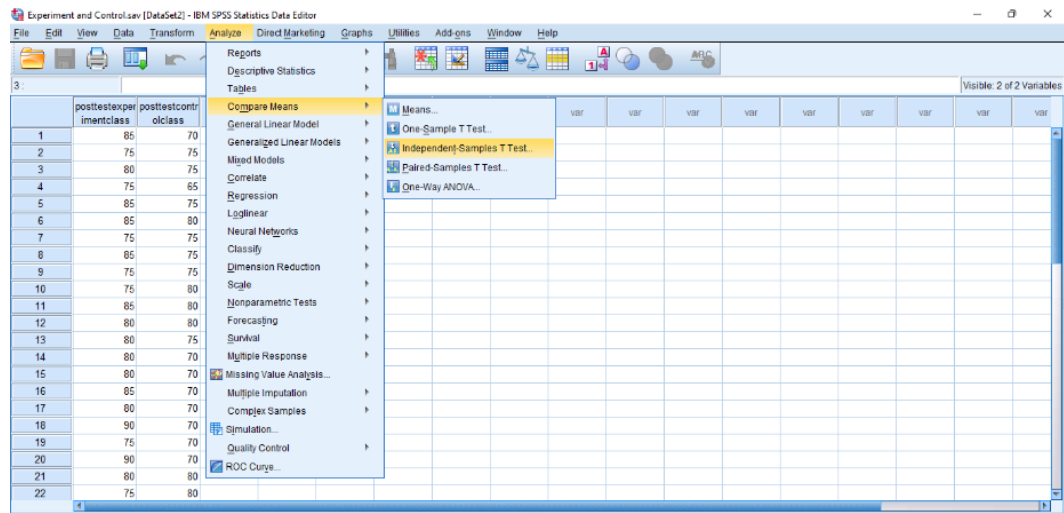 Experiment and Control.sav [DataSet2] - IBM SPSS Statistics Data Editor
File Edit View Data Transform Analyze Direct Marketing Graphs Utilities Add-ons Window Help
3 :
Visible: 2 of 2 Variables
posttestexperimentclass posttestcontrolclass var var var var var var var
1 85 70
2 75 75
3 80 75
4 75 65
5 85 75
6 85 80
7 75 75
8 85 75
9 75 75
10 75 80
11 85 80
12 80 80
13 80 75
14 80 70
15 80 70
16 85 70
17 80 70
18 90 70
19 75 70
20 90 70
21 80 80
22 75 80
Reports
Descriptive Statistics
Tables
Compare Means
General Linear Model
Generalized Linear Models
Mixed Models
Correlate
Regression
Loglinear
Neural Networks
Classify
Dimension Reduction
Scale
Nonparametric Tests
Forecasting
Survival
Multiple Response
Missing Value Analysis...
Multiple Imputation
Complex Samples
Simulation...
Quality Control
ROC Curve...
Means...
One-Sample T Test...
Independent-Samples T Test...
Paired-Samples T Test...
One-Way ANOVA...